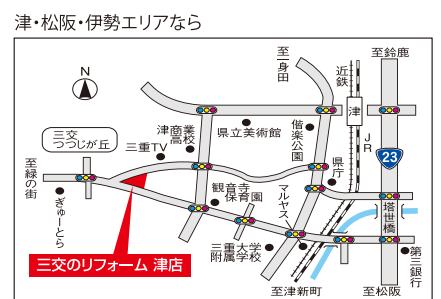 津・松阪・伊勢エリアなら
至一身田
至鈴鹿
N
近鉄
津
JR
津商業高校
県立美術館
偕楽公園
三交
つつじが丘
三重TV
23
県庁
至緑の街
ぎゅーとら
観音寺
保育園
マルヤス
塔世橋
三重大学
附属学校
第三銀行
三交のリフォーム 津店
至津新町
至松阪